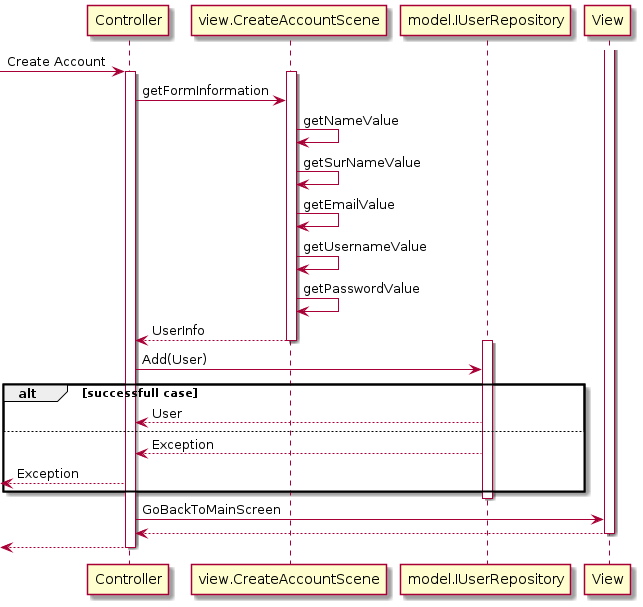 Controller
view.CreateAccountScene
model.IUserRepository
View
Create Account
getFormInformation
getNameValue
getSurNameValue
getEmailValue
getUsernameValue
getPasswordValue
UserInfo
Add(User)
alt
[successfull case]
User
Exception
Exception
GoBackToMainScreen
Controller
view.CreateAccountScene
model.IUserRepository
View